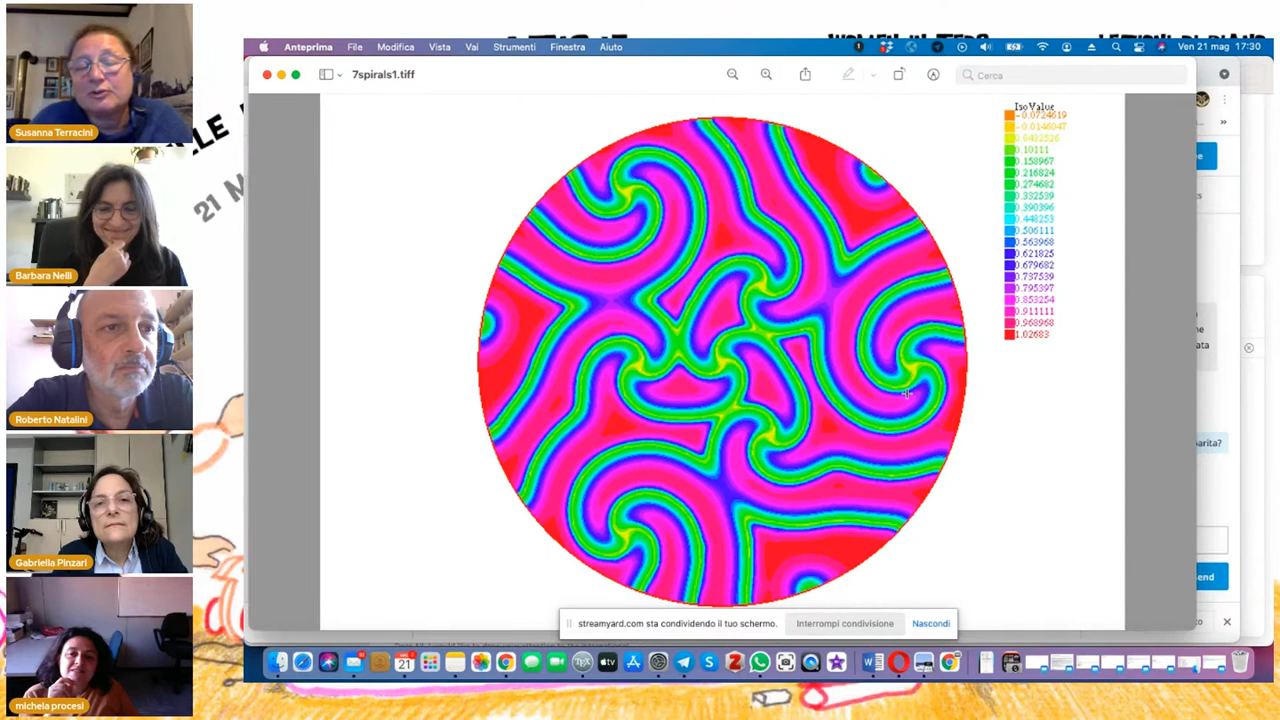 Susanna Terracini
Barbara Nelli
Roberto Natalini
Gabriella Pinzari
michela procesi
21 M
Anteprima File Modifica Vista Vai Strumenti Finestra Aiuto
Ven 21 mag 17:30
7spirals1.tiff
Cerca
IsoValue
-0.0724619
-0.0146047
0.0432526
0.10111
0.158967
0.216824
0.274682
0.332539
0.390396
0.448253
0.506111
0.563968
0.621825
0.679682
0.737539
0.795397
0.853254
0.911111
0.968968
1.02683
parita?
streamyard.com sta condividendo il tuo schermo.
Interrompi condivisione
Nascondi
21